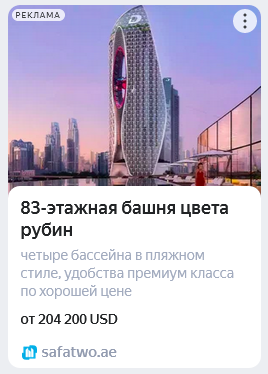 РЕКЛАМА
83-этажная башня цвета
рубин
четыре бассейна в пляжном
стиле, удобства премиум класса
по хорошей цене
от 204 200 USD
safatwo.ae